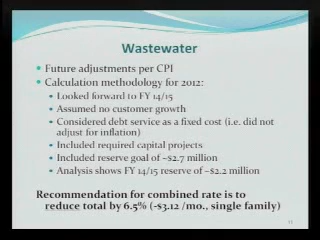 Wastewater
Future adjustments per CPI
Calculation methodology for 2012:
Looked forward to FY 14/15
Assumed no customer growth
Considered debt service as a fixed cost (i.e. did not
adjust for inflation)
Included required capital projects
Included reserve goal of ~$2.7 million
Analysis shows FY 14/15 reserve of ~$2.2 million
Recommendation for combined rate is to
reduce total by 6.5% (-$3.12 /mo., single family)